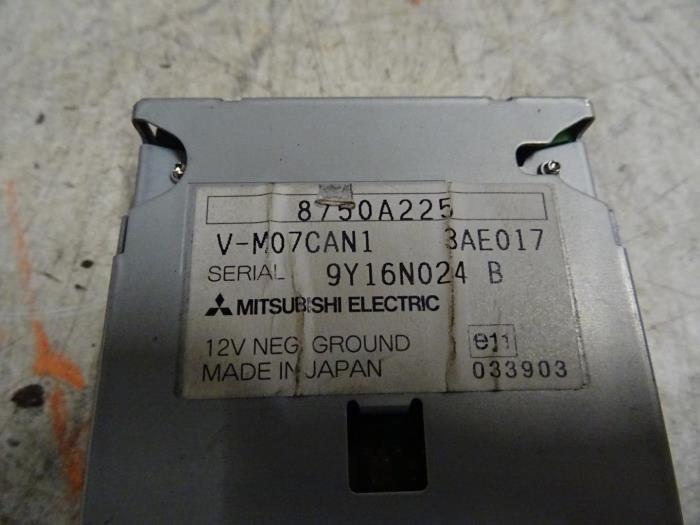 8750A225
V-M07CAN1 3AE017
SERIAL 9Y16N024 B
MITSUBISHI ELECTRIC
12V NEG GROUND e11
MADE IN JAPAN 033903